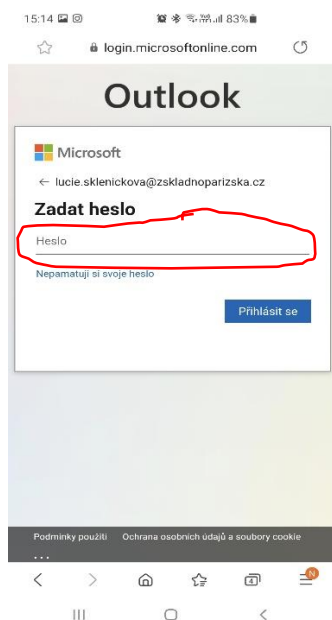 15:14 83%
login.microsoftonline.com
Outlook
Microsoft
← lucie.sklenickova@zskladnoparizska.cz
Zadat heslo
Heslo
Nepamatuji si svoje heslo
Přihlásit se
Podmínky použití Ochrana osobních údajů a soubory cookie
...
4 N